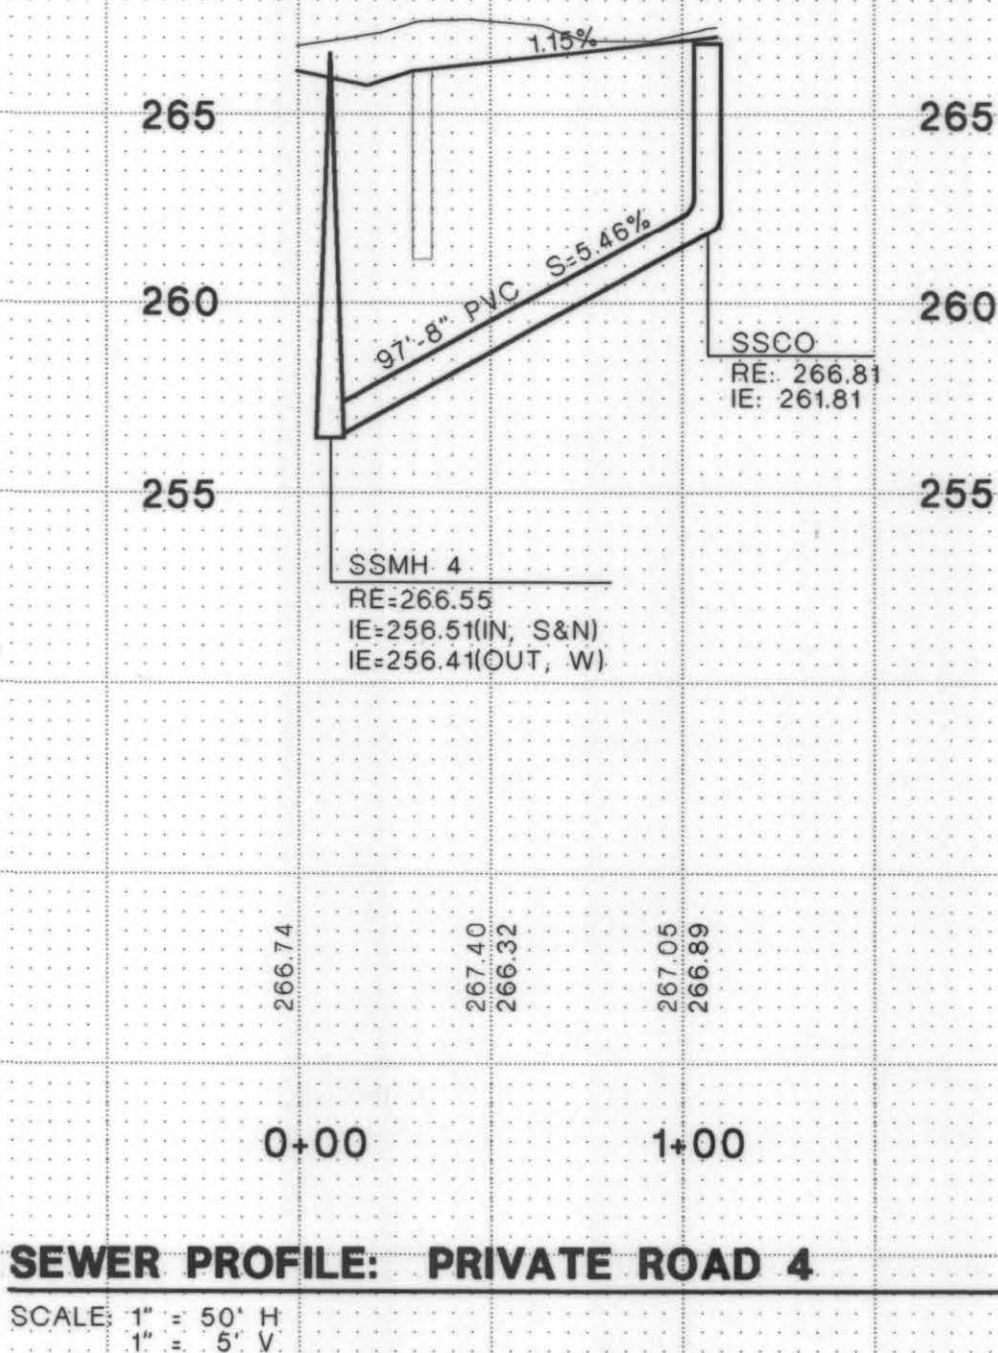 1.15%
265
265
97'-8" PVC S=5.46%
260
260
SSCO
RE: 266.81
IE: 261.81
255
255
SSMH 4
RE=266.55
IE=256.51(IN, S&N)
IE=256.41(OUT, W)
266.74
267.40
266.32
267.05
266.89
0+00
1+00
SEWER PROFILE: PRIVATE ROAD 4
SCALE: 1" = 50' H
1" = 5' V